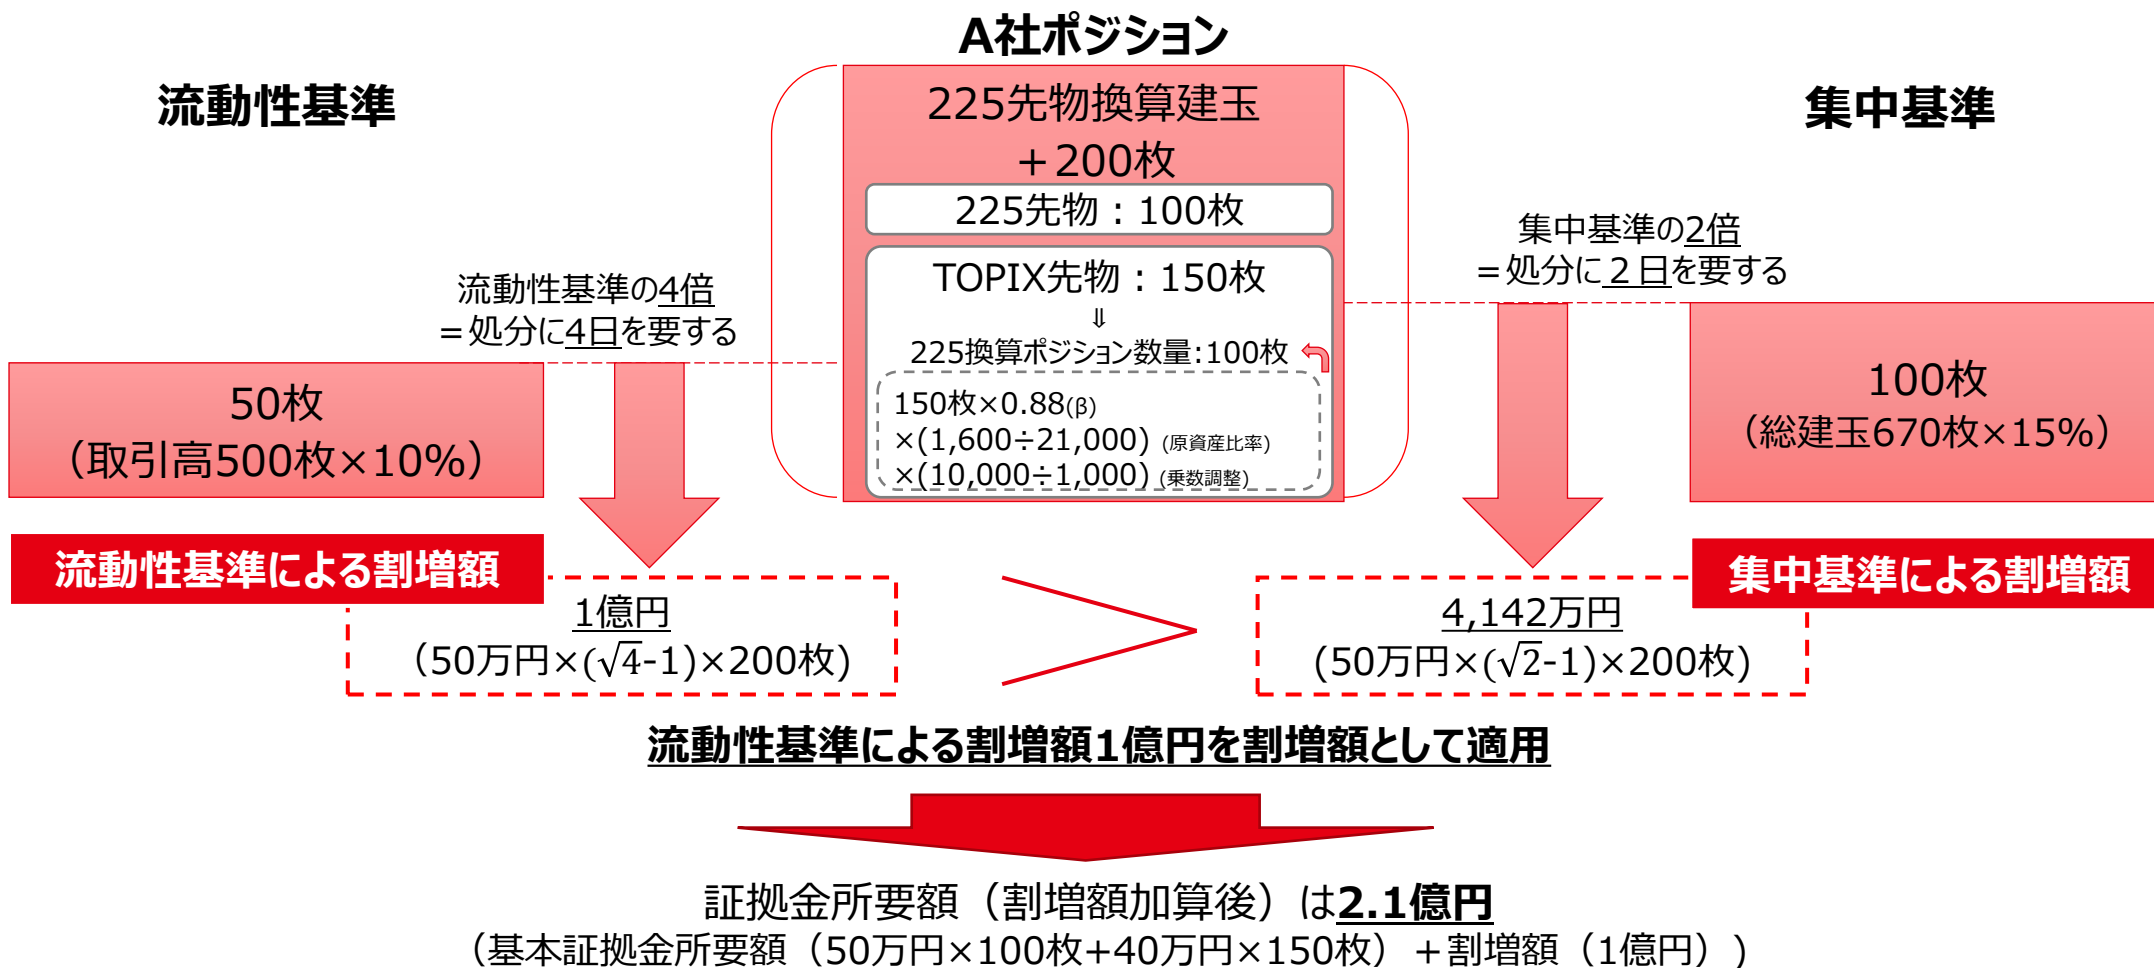 A社ポジション
流動性基準
225先物換算建玉
+200枚
225先物:100枚
TOPIX先物:150枚
⇓
225換算ポジション数量:100枚
150枚×0.88(β)
×(1,600÷21,000) (原資産比率)
×(10,000÷1,000) (乗数調整)
集中基準
流動性基準の4倍
=処分に4日を要する
集中基準の2倍
=処分に2日を要する
50枚
(取引高500枚×10%)
100枚
(総建玉670枚×15%)
流動性基準による割増額
1億円
(50万円×(√4-1)×200枚)
集中基準による割増額
4,142万円
(50万円×(√2-1)×200枚)
流動性基準による割増額1億円を割増額として適用
証拠金所要額(割増額加算後)は2.1億円
(基本証拠金所要額(50万円×100枚+40万円×150枚)+割増額(1億円))